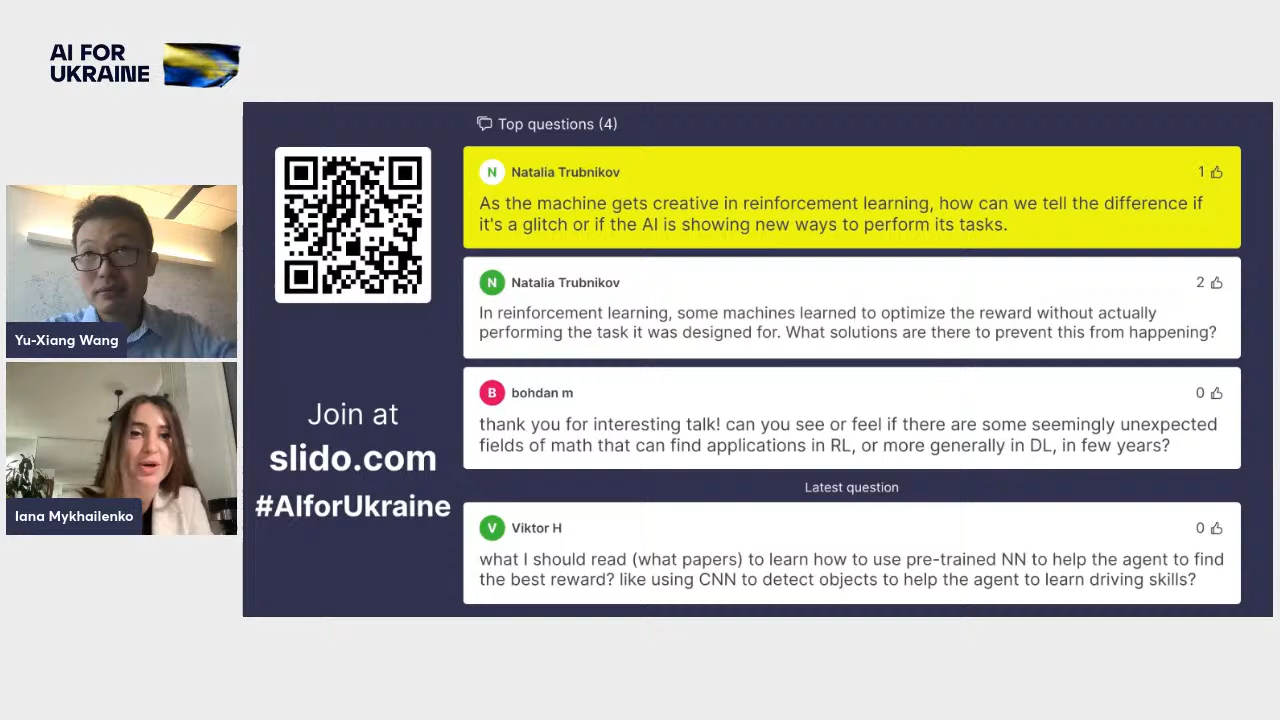 AI FOR
UKRAINE
Yu-Xiang Wang
Iana Mykhailenko
Join at
slido.com
#AIforUkraine
Top questions (4)
N Natalia Trubnikov 1
As the machine gets creative in reinforcement learning, how can we tell the difference if
it's a glitch or if the AI is showing new ways to perform its tasks.
N Natalia Trubnikov 2
In reinforcement learning, some machines learned to optimize the reward without actually
performing the task it was designed for. What solutions are there to prevent this from happening?
B bohdan m 0
thank you for interesting talk! can you see or feel if there are some seemingly unexpected
fields of math that can find applications in RL, or more generally in DL, in few years?
Latest question
V Viktor H 0
what I should read (what papers) to learn how to use pre-trained NN to help the agent to find
the best reward? like using CNN to detect objects to help the agent to learn driving skills?